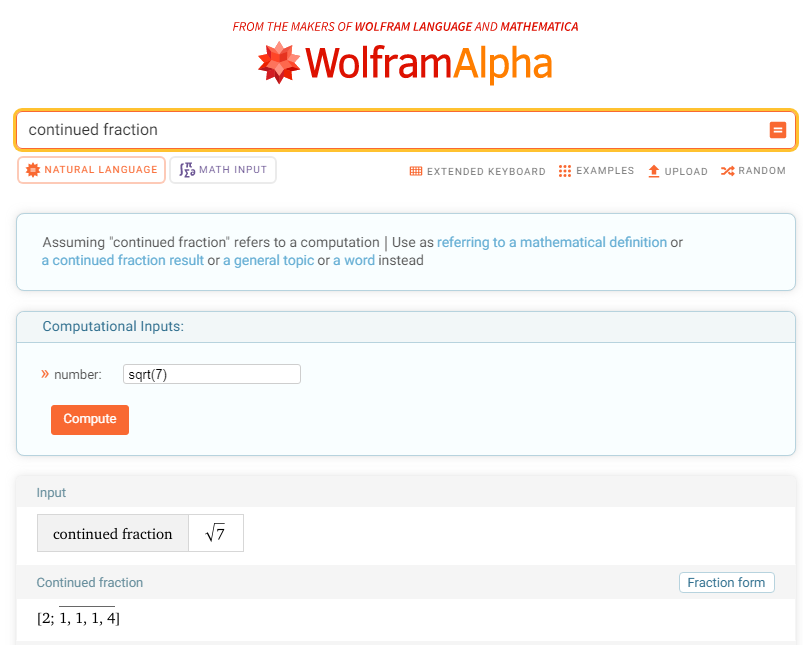 FROM THE MAKERS OF WOLFRAM LANGUAGE AND MATHEMATICA
WolframAlpha
continued fraction
NATURAL LANGUAGE
MATH INPUT
EXTENDED KEYBOARD
EXAMPLES
UPLOAD
RANDOM
Assuming "continued fraction" refers to a computation | Use as referring to a mathematical definition or
a continued fraction result or a general topic or a word instead
Computational Inputs:
» number: sqrt(7)
Compute
Input
continued fraction √7
Continued fraction
Fraction form
[2; 1, 1, 1, 4]